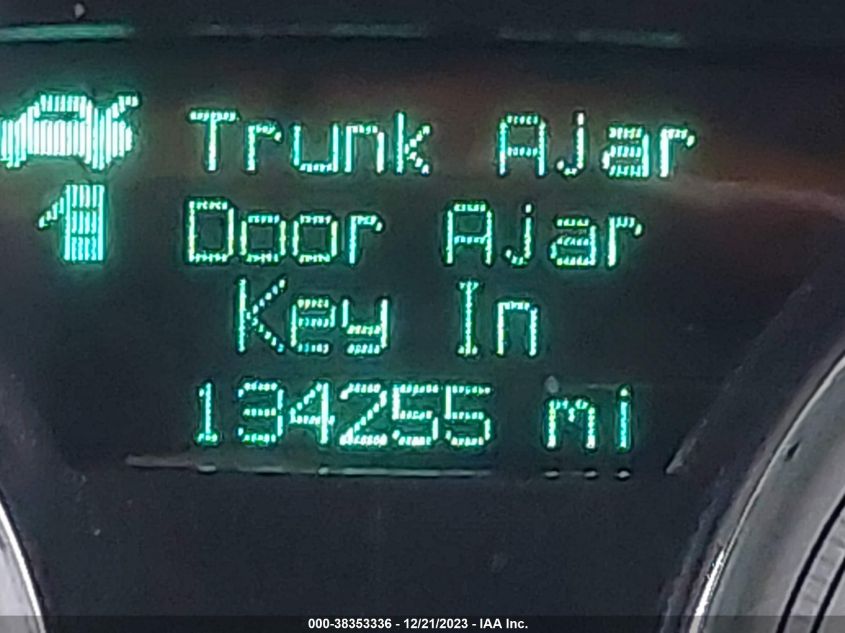 Trunk Ajar
Door Ajar
Key In
134255 mi
000-38353336 - 12/21/2023 - IAA Inc.